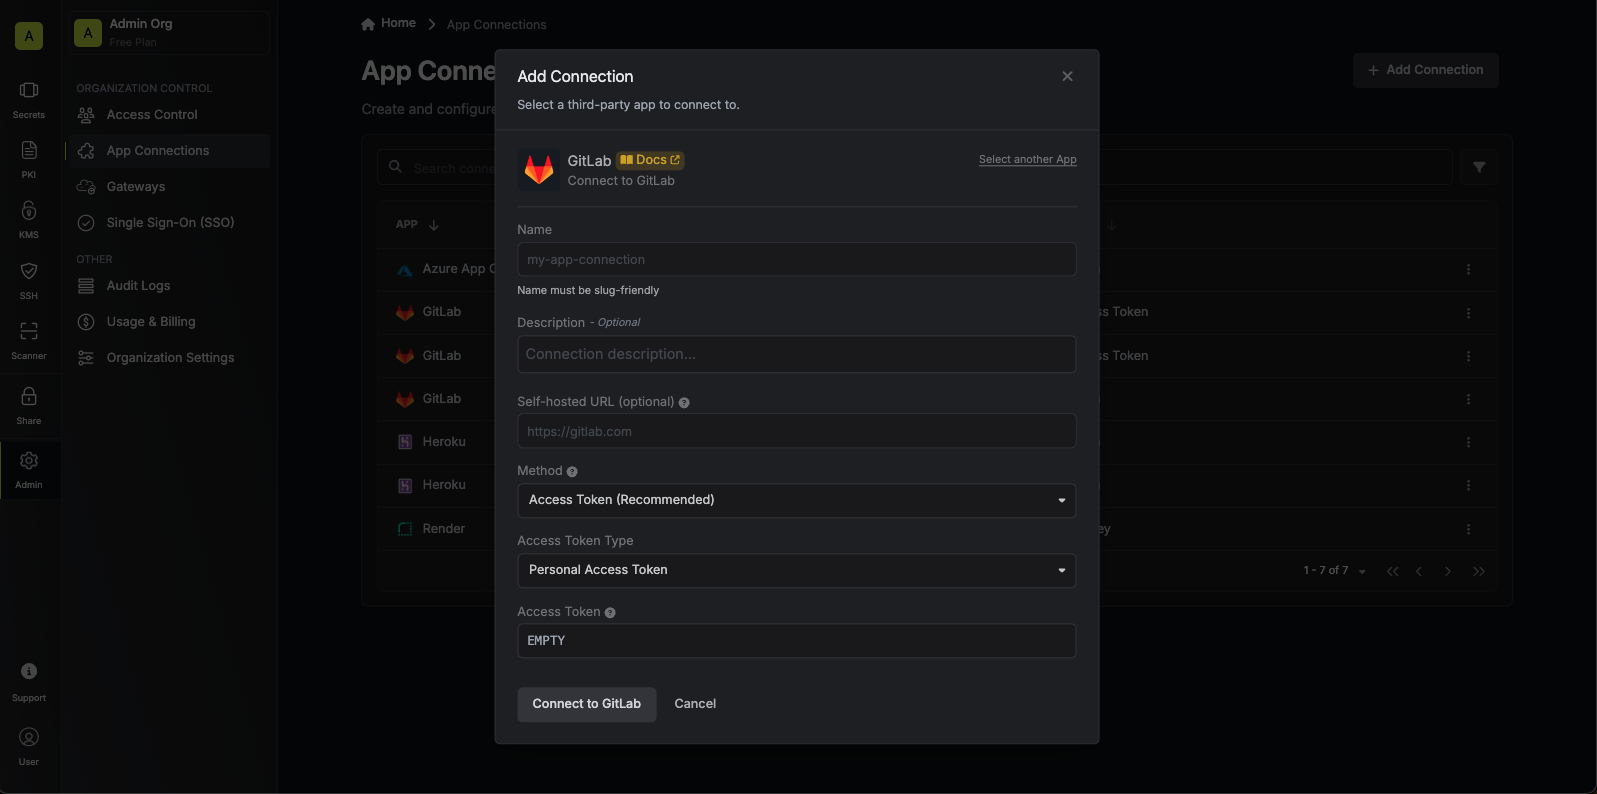 A
Secrets
PKI
KMS
SSH
Scanner
Share
Admin
Support
User
A
Admin Org
Free Plan
ORGANIZATION CONTROL
Access Control
App Connections
Gateways
Single Sign-On (SSO)
OTHER
Audit Logs
Usage & Billing
Organization Settings
Home
App Connections
App Conne
Create and configure
Add Connection
Search conne
APP
Azure App C
GitLab
ss Token
GitLab
ss Token
GitLab
Heroku
Heroku
Render
ey
1 - 7 of 7
Add Connection
Select a third-party app to connect to.
GitLab
Docs
Select another App
Connect to GitLab
Name
my-app-connection
Name must be slug-friendly
Description - Optional
Connection description...
Self-hosted URL (optional)
https://gitlab.com
Method
Access Token (Recommended)
Access Token Type
Personal Access Token
Access Token
EMPTY
Connect to GitLab
Cancel